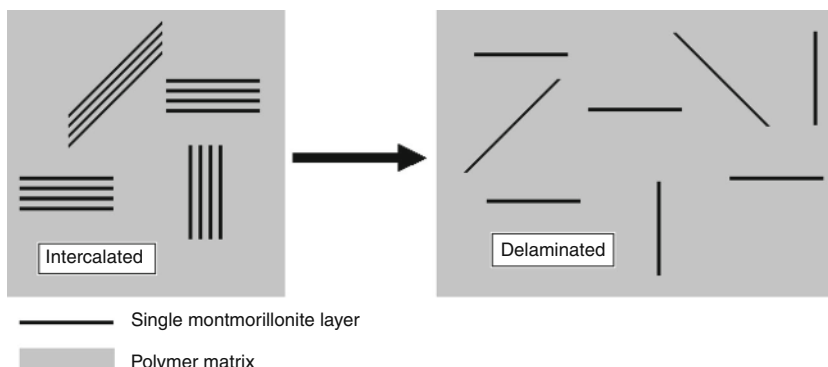 Intercalated
Delaminated
Single montmorillonite layer
Polymer matrix